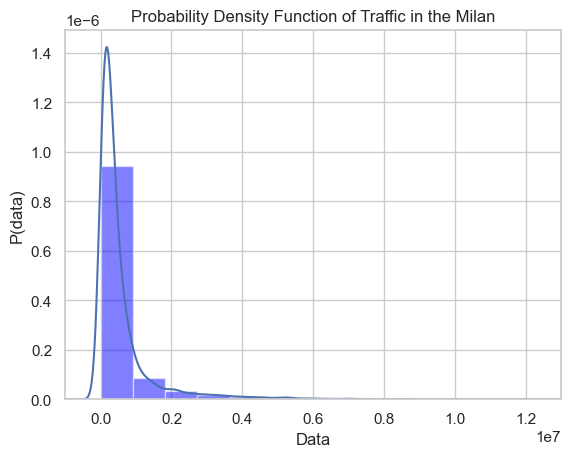 Probability Density Function of Traffic in the Milan
1e−6
1.4
1.2
1.0
0.8
0.6
0.4
0.2
0.0
P(data)
0.0 0.2 0.4 0.6 0.8 1.0 1.2
1e7
Data